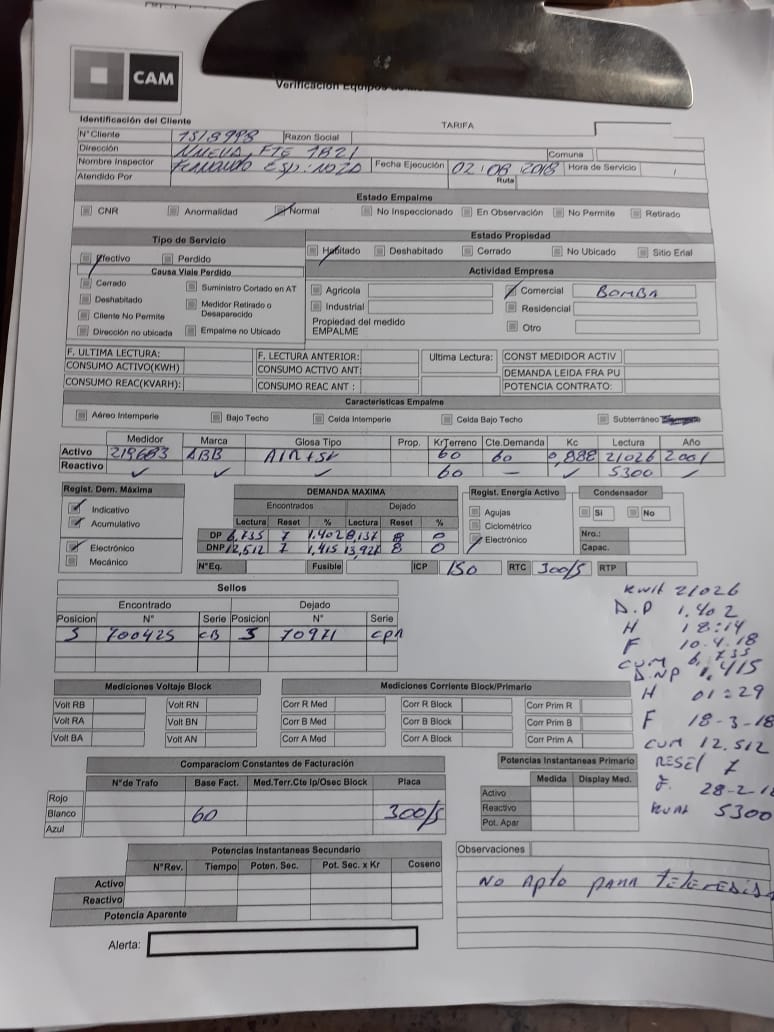 CAM
Verificación Equipos de
Identificación del Cliente
TARIFA
N°Cliente 1518998 Razon Social
Dirección NUEVA FTE 1821 Comuna
Nombre Inspector FERNANDO ESPINOZA Fecha Ejecución 02·08·2018 Hora de Servicio /
Atendido Por Ruta
Estado Empalme
CNR Anormalidad Normal No Inspeccionado En Observación No Permite Retirado
Tipo de Servicio Estado Propiedad
Efectivo Perdido Habitado Deshabitado Cerrado No Ubicado Sitio Erial
Causa Viale Perdido Actividad Empresa
Cerrado Suministro Cortado en AT Agricola Comercial BOMBA
Deshabitado Medidor Retirado o Desaparecido Industrial Residencial
Cliente No Permite Propiedad del medido EMPALME Otro
Dirección no ubicada Empalme no Ubicado
F. ULTIMA LECTURA: F. LECTURA ANTERIOR: Ultima Lectura: CONST MEDIDOR ACTIV
CONSUMO ACTIVO(KWH) CONSUMO ACTIVO ANT: DEMANDA LEIDA FRA PU
CONSUMO REAC(KVARH): CONSUMO REAC ANT : POTENCIA CONTRATO:
Caracteristicas Empalme
Aéreo Intemperie Bajo Techo Celda Intemperie Celda Bajo Techo Subterráneo
Medidor Marca Glosa Tipo Prop. KrTerreno Cte.Demanda Kc Lectura Año
Activo 219683 ABB 60 60 0,888 21026 2001
Reactivo ✓ ✓ ✓ 60 — ✓ 5300 ✓
Regist. Dem. Máxima DEMANDA MAXIMA Regist. Energía Activo Condensador
Indicativo Encontrados Dejado Agujas Si No
Acumulativo Lectura Reset % Lectura Reset % Ciclométrico
Electrónico DP 6,735 7 1,402 8,137 8 0 Electrónico Nro.:
Mecánico DNP 12,512 7 1,415 13,927 8 0 Capac.
N°Eq. Fusible ICP 150 RTC 300/5 RTP
Sellos
Encontrado Dejado
Posicion N° Serie Posicion N° Serie
S 700425 CB S 70971 CPA
KWH 21026
D.P 1.402
H 18:14
F 10.4.18
CUM 6,735
D.NP 1,415
H 01:29
F 18-3-18
CUM 12.512
RESET 7
F. 28-2-18
5300
Mediciones Voltaje Block Mediciones Corriente Block/Primario
Volt RB Volt RN Corr R Med Corr R Block Corr Prim R
Volt RA Volt BN Corr B Med Corr B Block Corr Prim B
Volt BA Volt AN Corr A Med Corr A Block Corr Prim A
Comparaciom Constantes de Facturación Potencias Instantaneas Primario
N°de Trafo Base Fact. Med.Terr.Cte Ip/Osec Block Placa Medida Display Med.
Rojo Activo
Blanco 60 300/5 Reactivo
Azul Pot. Apar
Potencias Instantaneas Secundario Observaciones
N°Rev. Tiempo Poten. Sec. Pot. Sec. x Kr Coseno
Activo NO APTO PARA
Reactivo
Potencia Aparente
Alerta: